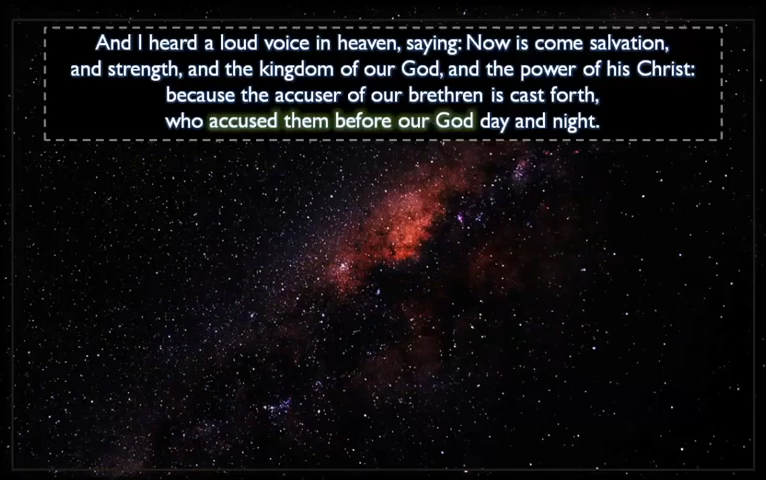 And I heard a loud voice in heaven, saying: Now is come salvation,
and strength, and the kingdom of our God, and the power of his Christ:
because the accuser of our brethren is cast forth,
who accused them before our God day and night.